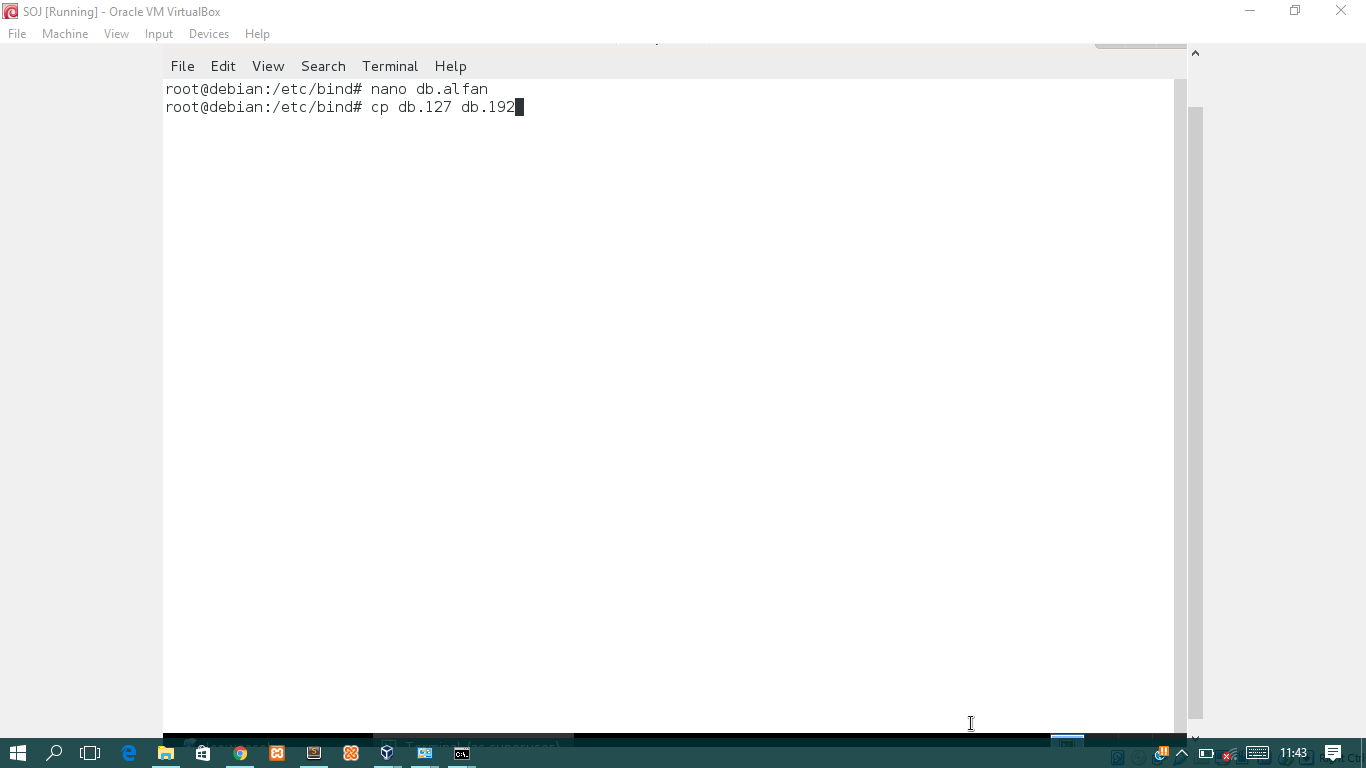 SOJ [Running] - Oracle VM VirtualBox
File Machine View Input Devices Help
File Edit View Search Terminal Help
root@debian:/etc/bind# nano db.alfan
root@debian:/etc/bind# cp db.127 db.192
11:43